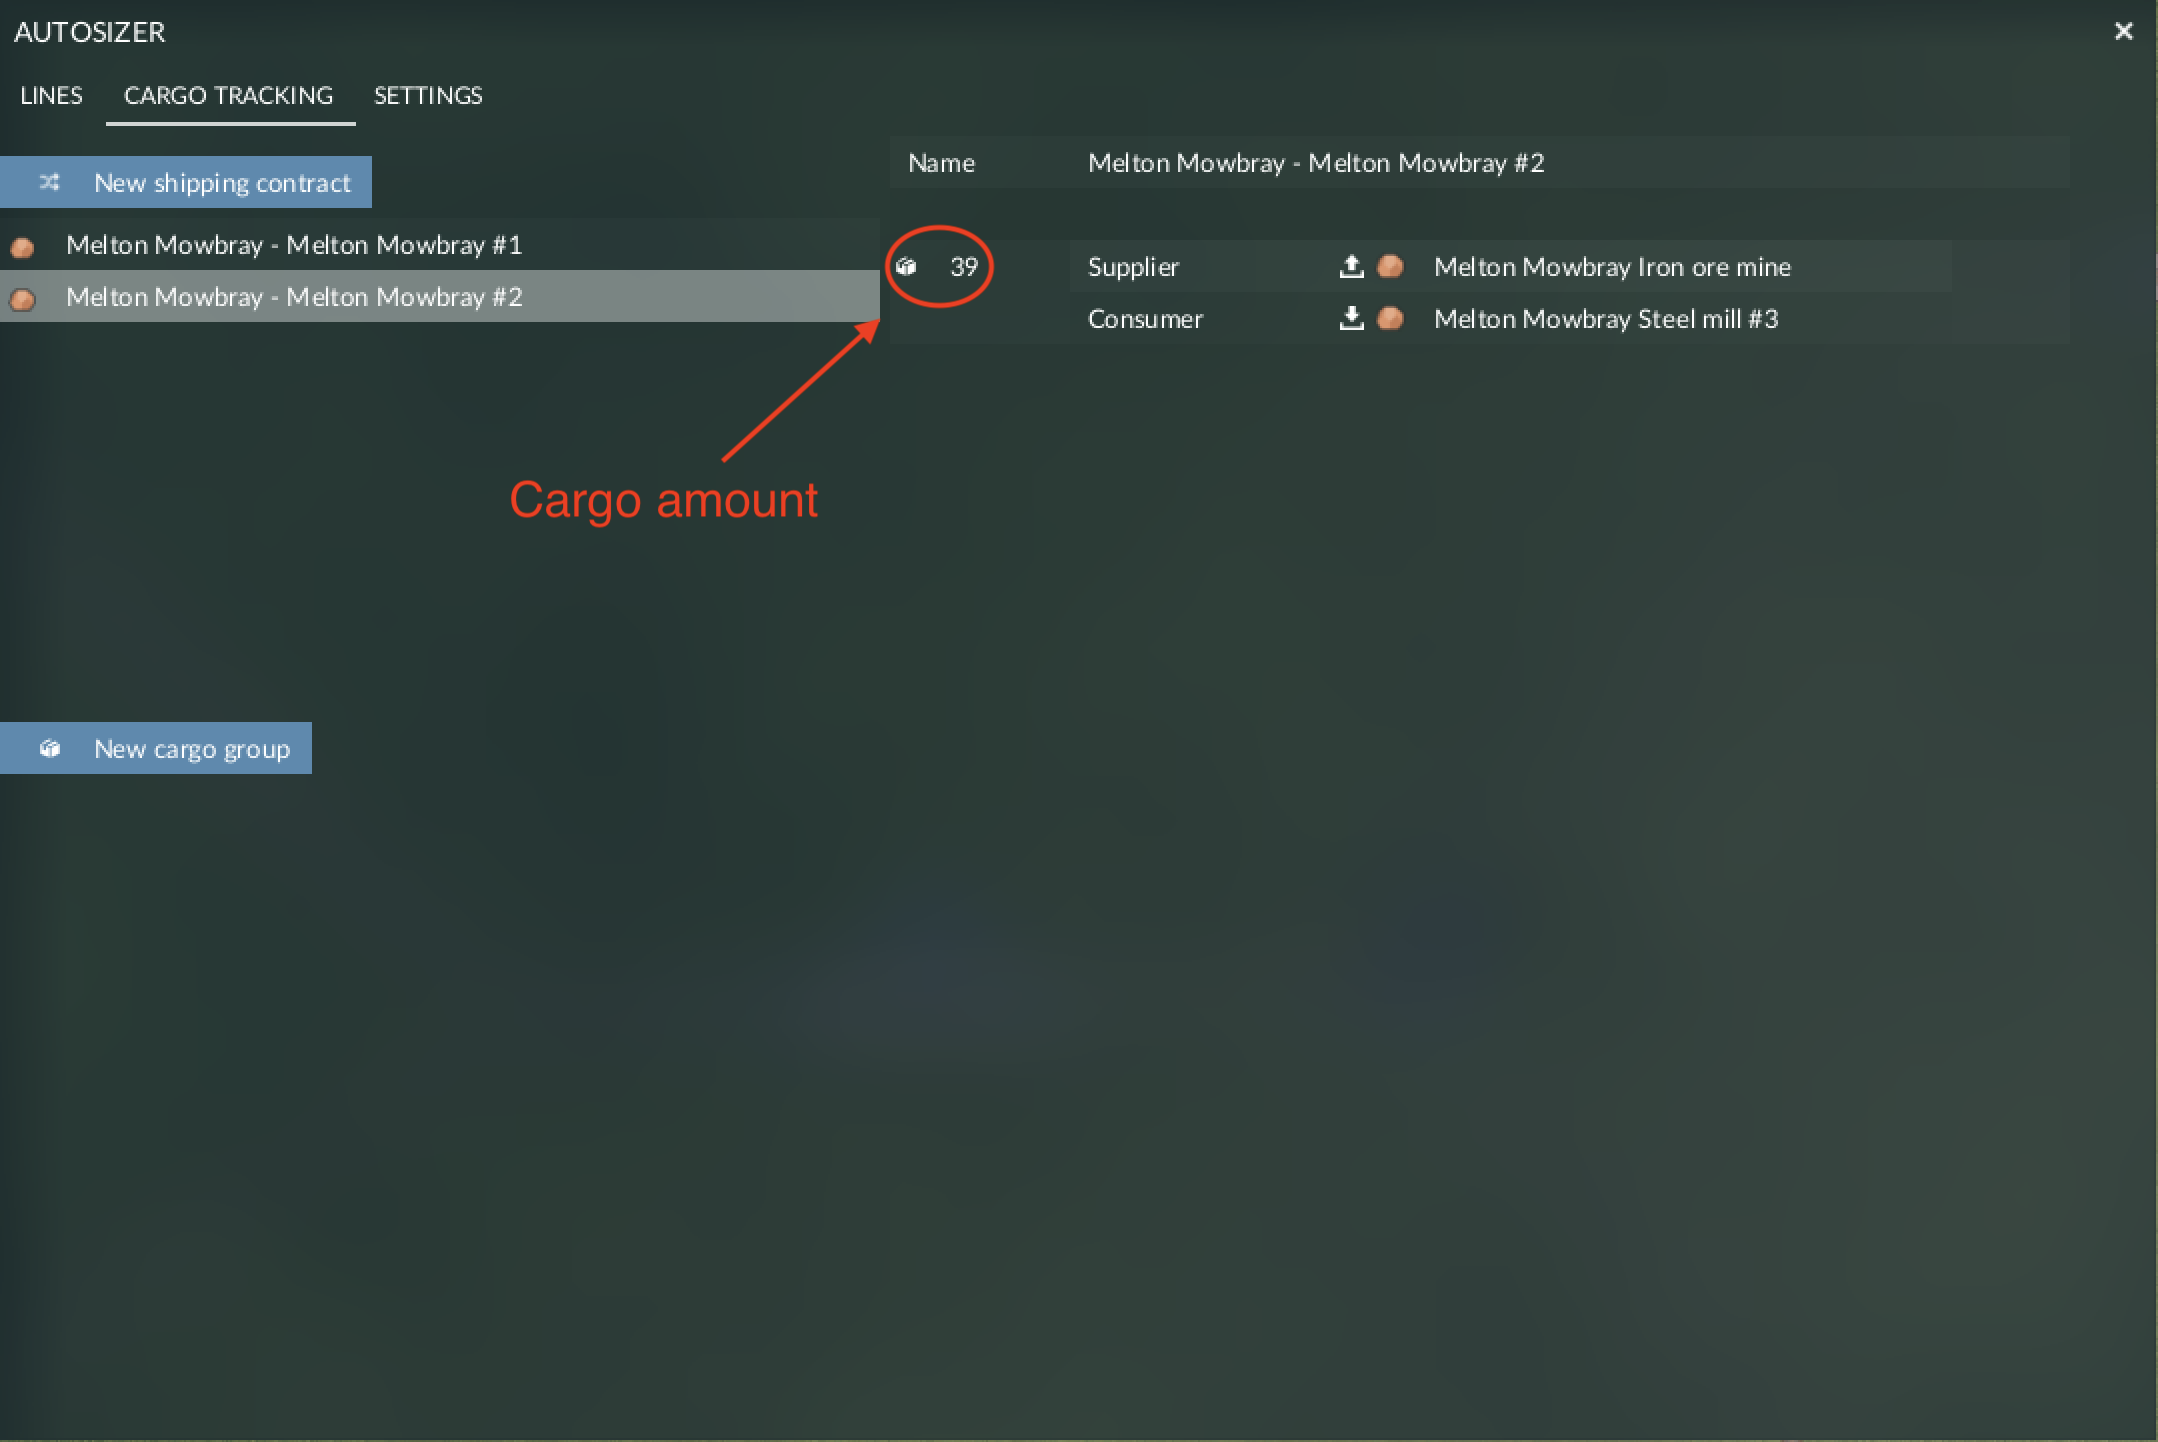 AUTOSIZER
LINES CARGO TRACKING SETTINGS
New shipping contract
Melton Mowbray - Melton Mowbray #1
Melton Mowbray - Melton Mowbray #2
Name Melton Mowbray - Melton Mowbray #2
39 Supplier Melton Mowbray Iron ore mine
Consumer Melton Mowbray Steel mill #3
Cargo amount
New cargo group